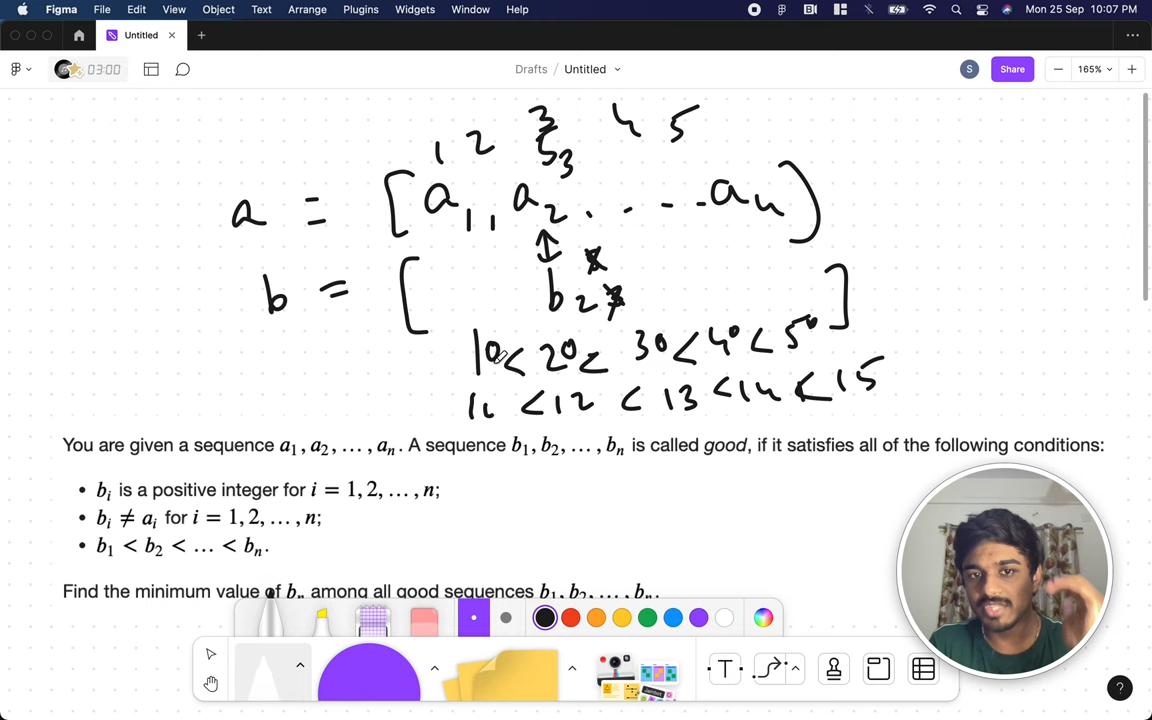 Figma File Edit View Object Text Arrange Plugins Widgets Window Help Mon 25 Sep 10:07 PM
Untitled
03:00 Drafts / Untitled S Share 165%
1 2 3 4 5
5 3
a = [a1, a2 . . . . an)
b = [ b2 ]
10 < 20 < 30 < 40 < 50
11 < 12 < 13 < 14 < 15
You are given a sequence a1, a2, …, an. A sequence b1, b2, …, bn is called good, if it satisfies all of the following conditions:
• bi is a positive integer for i = 1, 2, …, n;
• bi ≠ ai for i = 1, 2, …, n;
• b1 < b2 < … < bn.
Find the minimum value of bn among all good sequences b1, b2, …, bn.
T
?